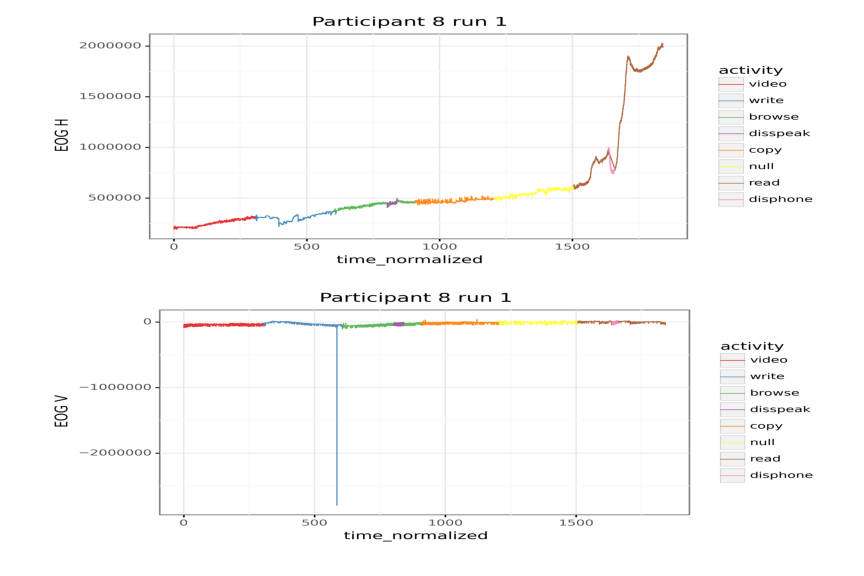 Participant 8 run 1
2000000
1500000
1000000
500000
EOG H
0 500 1000 1500
time_normalized
activity
video
write
browse
disspeak
copy
null
read
disphone
Participant 8 run 1
0
−1000000
−2000000
EOG V
0 500 1000 1500
time_normalized
activity
video
write
browse
disspeak
copy
null
read
disphone